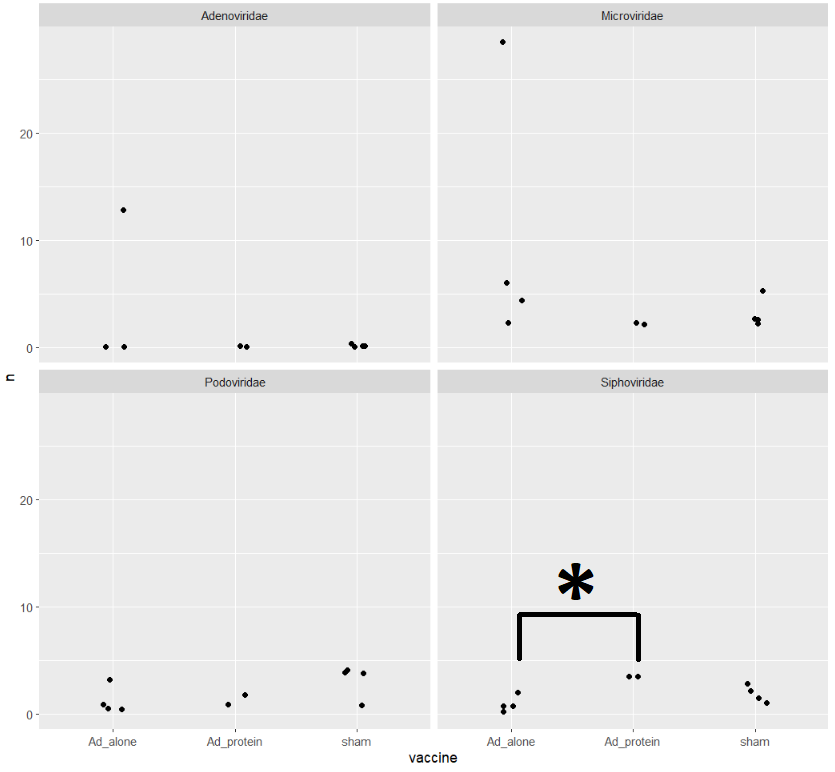 Adenoviridae
Microviridae
20
10
0
n
Podoviridae
Siphoviridae
20
10
0
*
Ad_alone
Ad_protein
sham
Ad_alone
Ad_protein
sham
vaccine